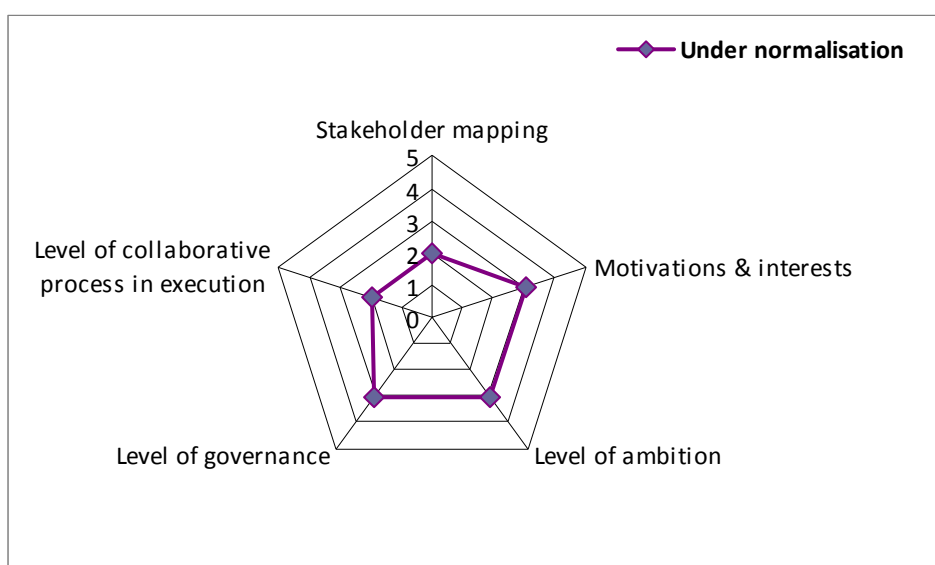 Under normalisation
Stakeholder mapping
5
4
3
2
1
0
Level of collaborative
process in execution
Motivations & interests
Level of governance
Level of ambition